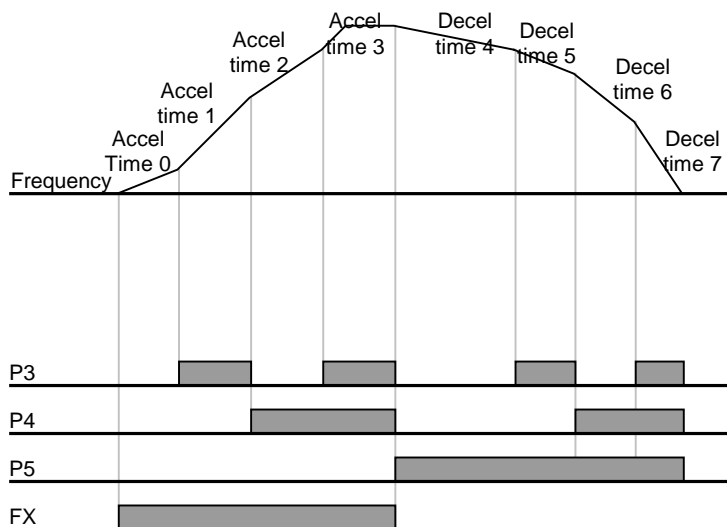 Accel
Time 0
Accel
time 1
Accel
time 2
Accel
time 3
Decel
time 4
Decel
time 5
Decel
time 6
Decel
time 7
Frequency
P3
P4
P5
FX